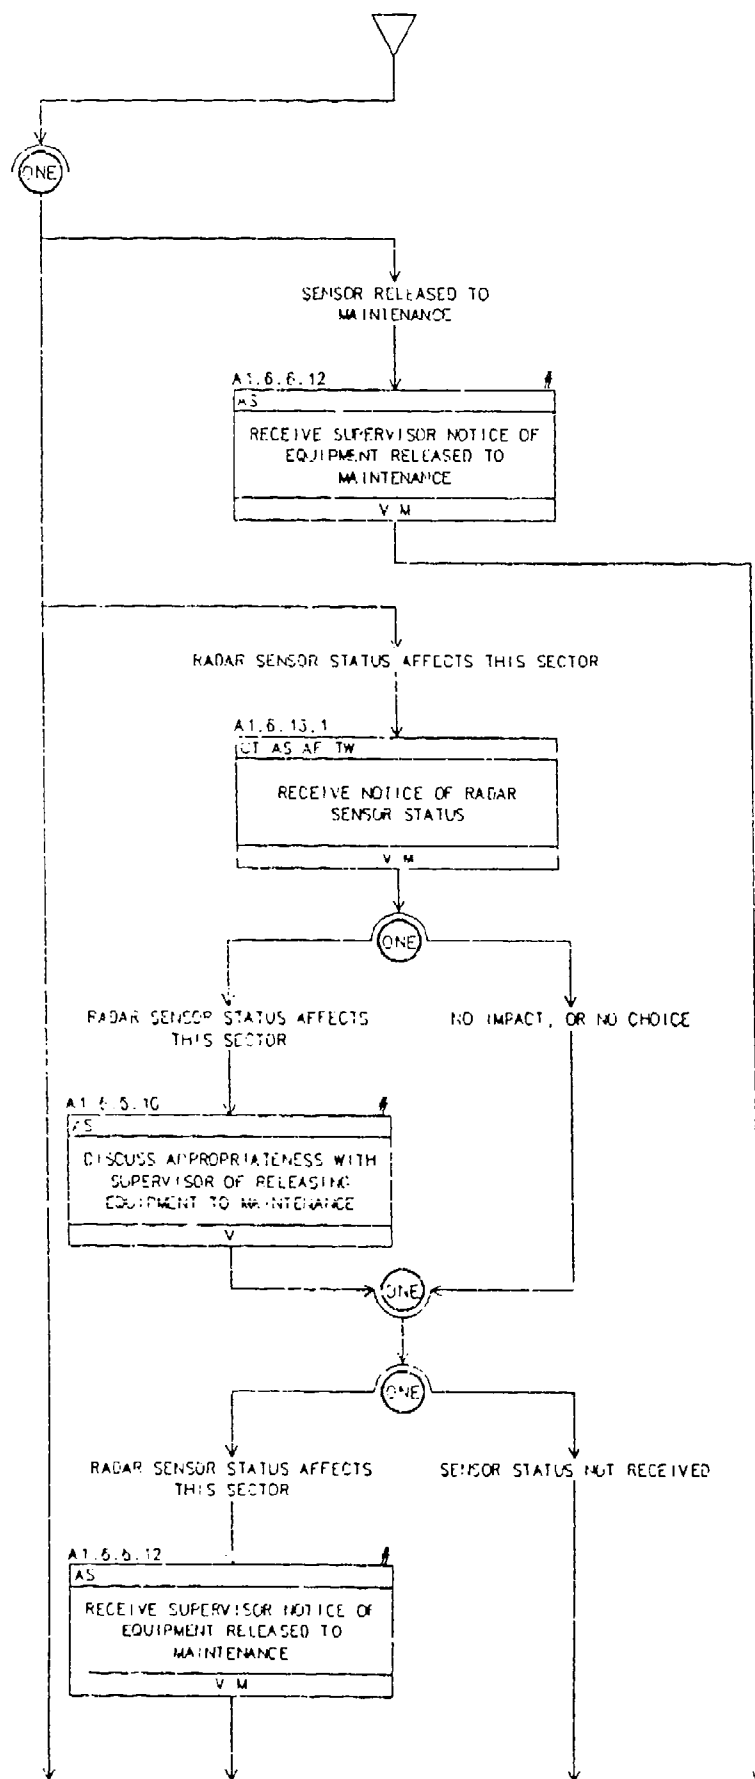 ONE
SENSOR RELEASED TO
MAINTENANCE
A1.6.6.12
AS
RECEIVE SUPERVISOR NOTICE OF
EQUIPMENT RELEASED TO
MAINTENANCE
V M
RADAR SENSOR STATUS AFFECTS THIS SECTOR
A1.6.13.1
CT AS AF TW
RECEIVE NOTICE OF RADAR
SENSOR STATUS
V M
ONE
RADAR SENSOR STATUS AFFECTS
THIS SECTOR
NO IMPACT, OR NO CHOICE
A1.6.6.10
AS
DISCUSS APPROPRIATENESS WITH
SUPERVISOR OF RELEASING
EQUIPMENT TO MAINTENANCE
V
ONE
ONE
RADAR SENSOR STATUS AFFECTS
THIS SECTOR
SENSOR STATUS NOT RECEIVED
A1.6.6.12
AS
RECEIVE SUPERVISOR NOTICE OF
EQUIPMENT RELEASED TO
MAINTENANCE
V M